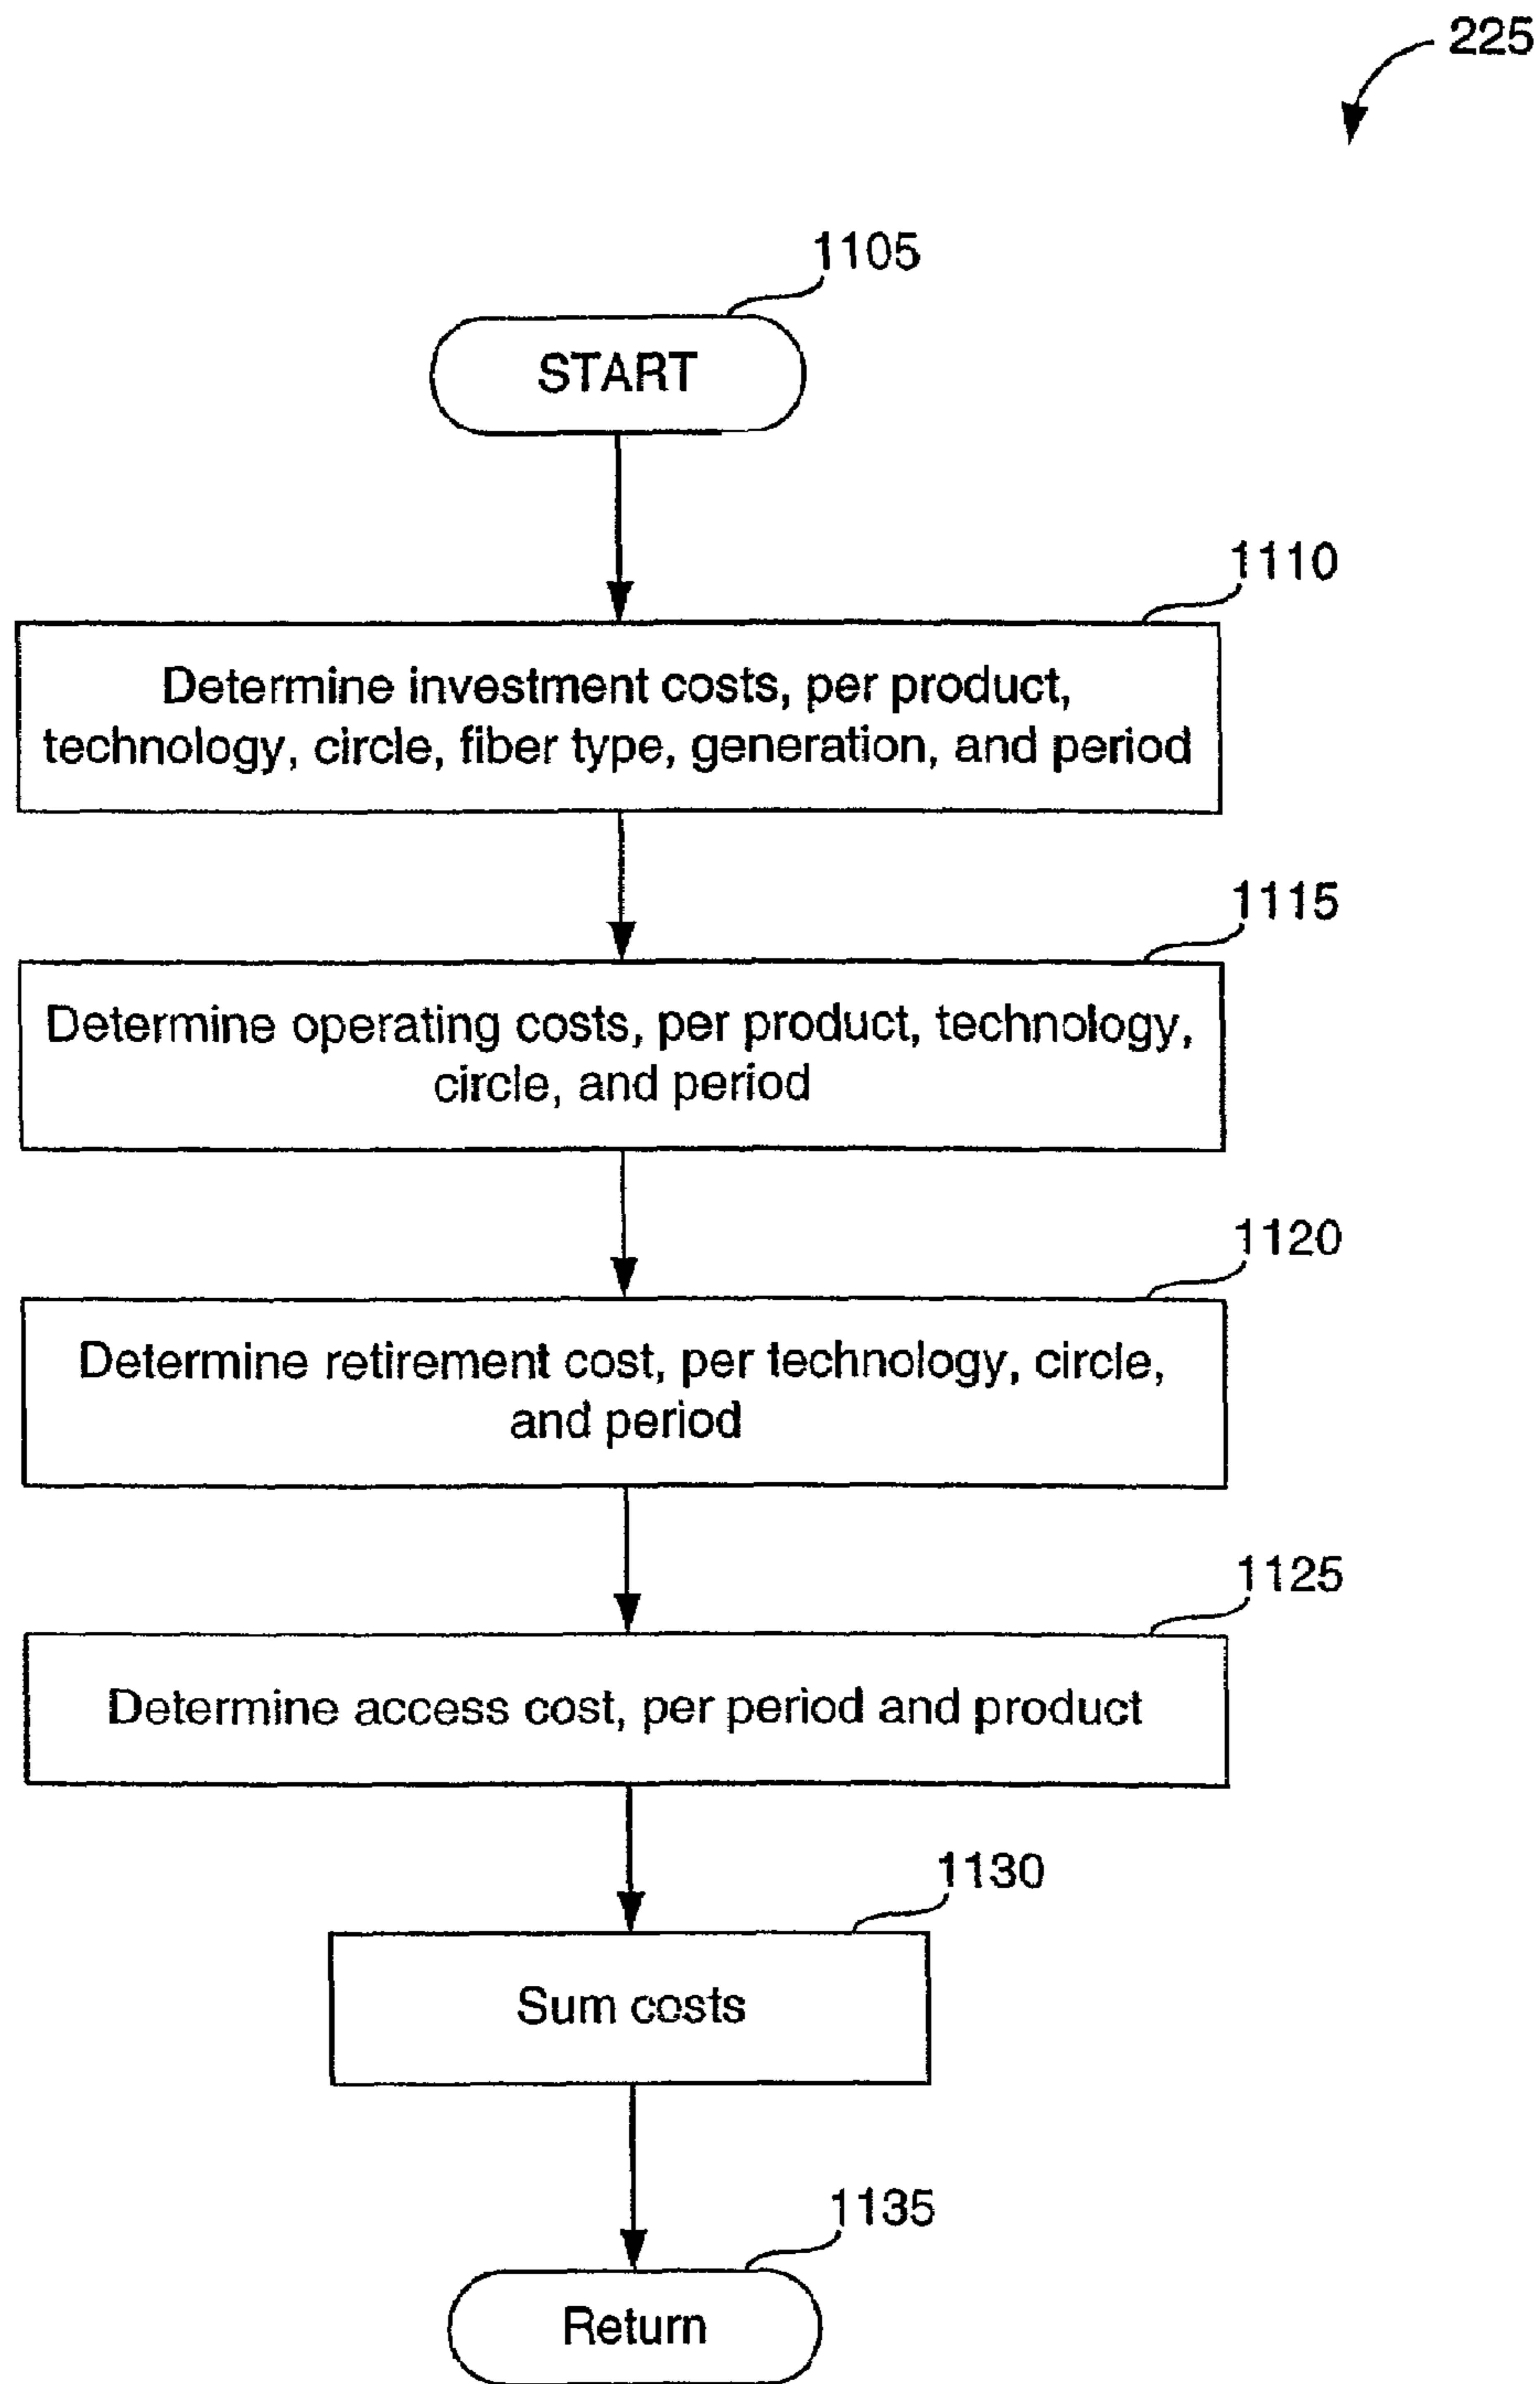 225
1105
START
1110
Determine investment costs, per product,
technology, circle, fiber type, generation, and period
1115
Determine operating costs, per product, technology,
circle, and period
1120
Determine retirement cost, per technology, circle,
and period
1125
Determine access cost, per period and product
1130
Sum costs
1135
Return